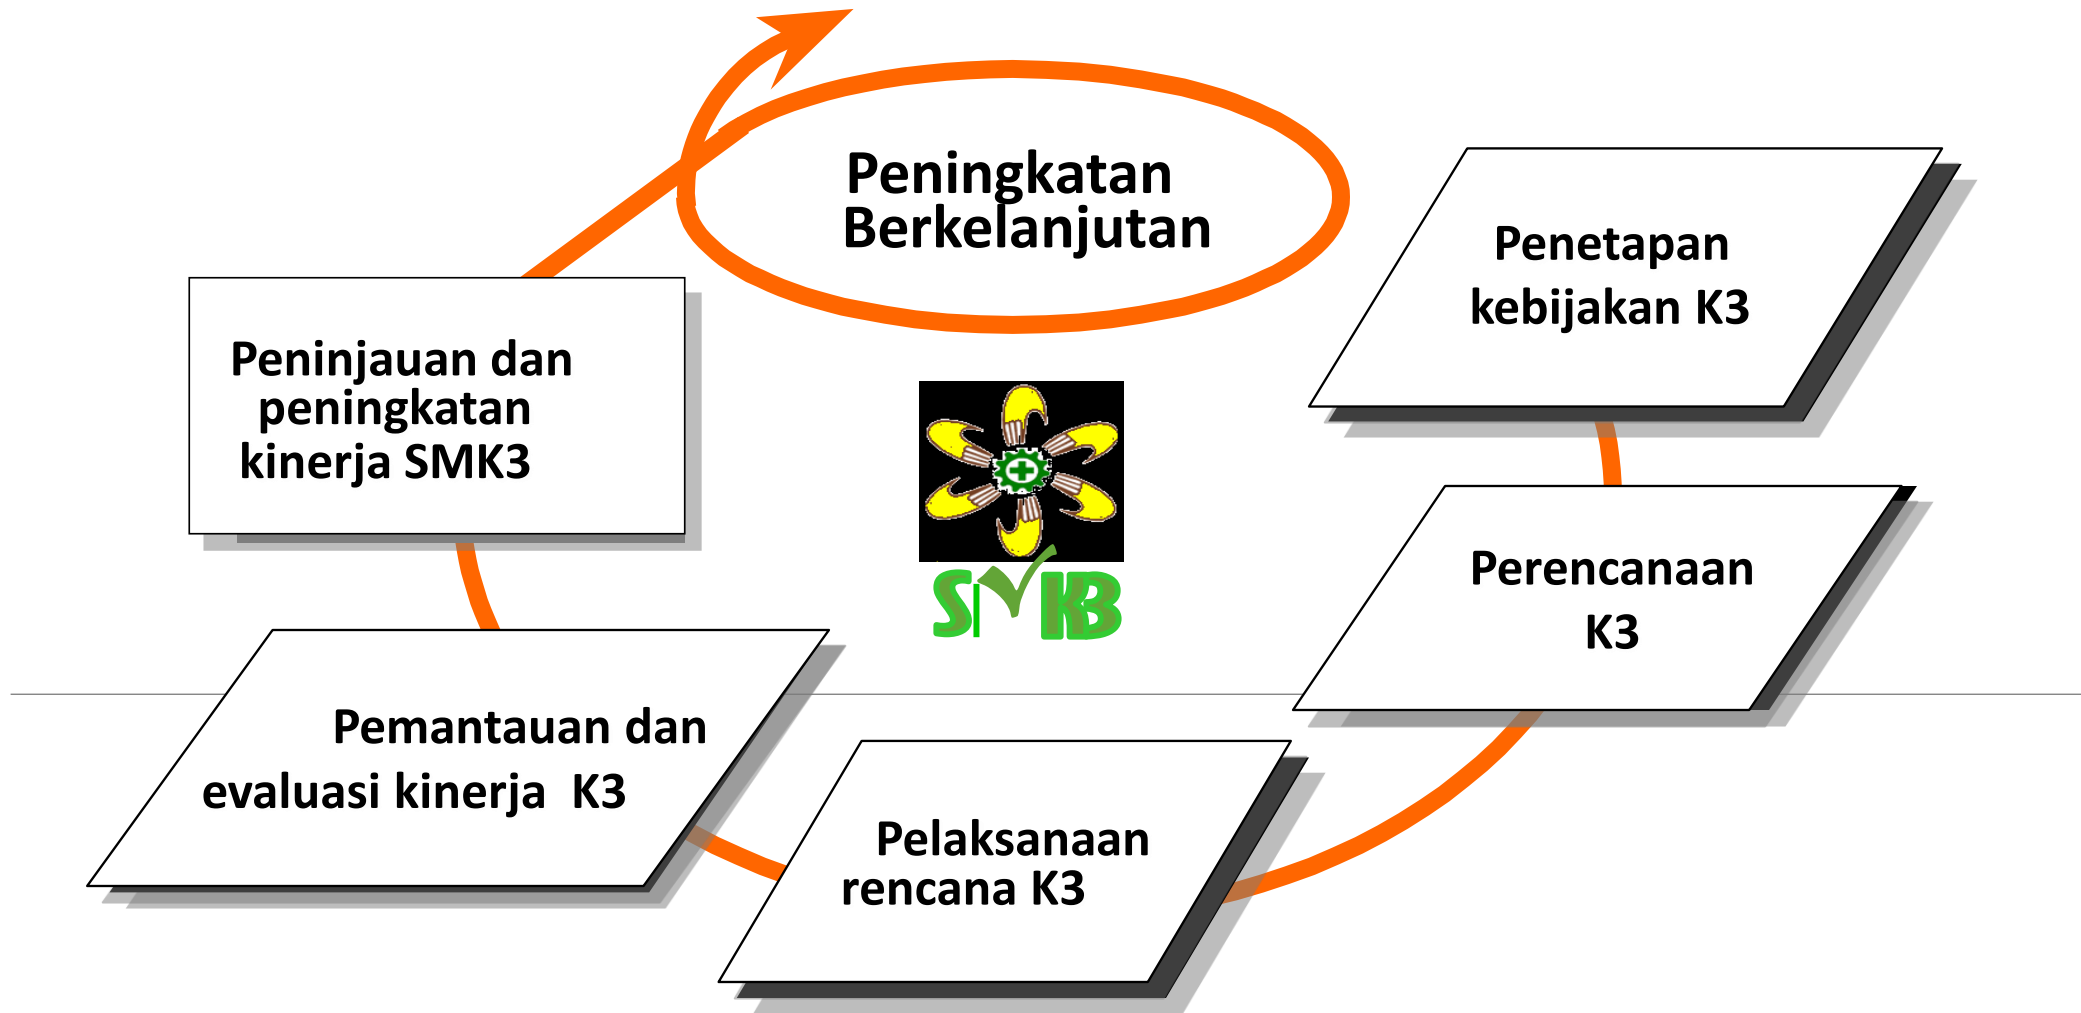 Peningkatan
Berkelanjutan
Penetapan
kebijakan K3
Peninjauan dan
peningkatan
kinerja SMK3
Perencanaan
K3
Pemantauan dan
evaluasi kinerja K3
Pelaksanaan
rencana K3